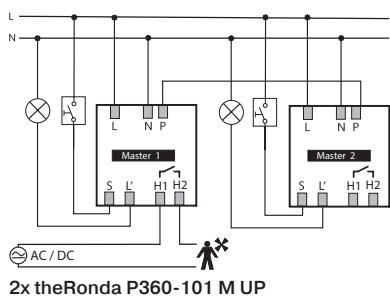 L
N
L N P
Master 1
S L' H1 H2
L N P
Master 2
S L' H1 H2
AC / DC
2x theRonda P360-101 M UP